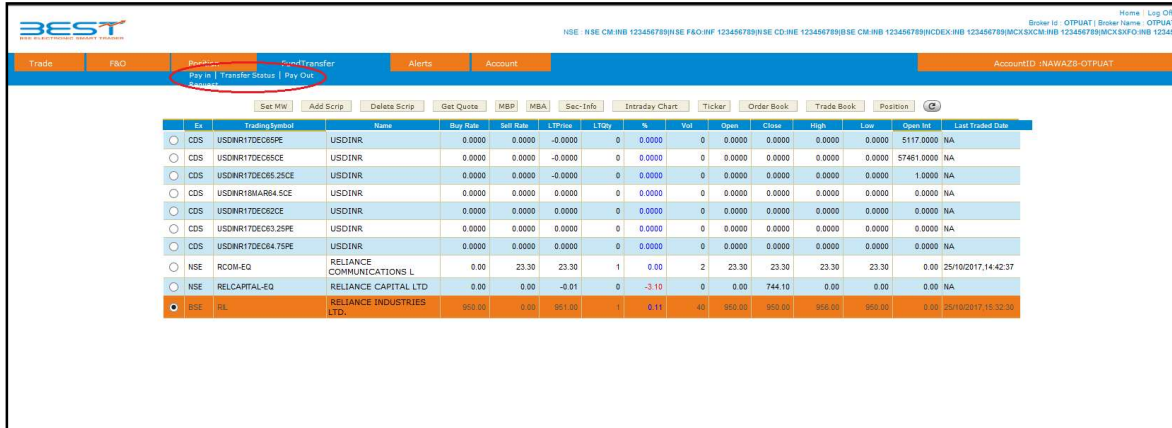 Home | Log Off
Broker Id : OTPUAT | Broker Name : OTPUAT
BEST
BSE ELECTRONIC SMART TRADER
NSE : NSE CM:INB 123456789|NSE F&O:INF 123456789|NSE CD:INE 123456789|BSE CM:INB 123456789|NCDEX:INB 123456789|MCXSXCM:INB 123456789|MCXSXFO:INB 12345
Trade F&O Position FundTransfer Alerts Account AccountID :NAWAZ8-OTPUAT
Pay in | Transfer Status | Pay Out
Request
Set MW Add Scrip Delete Scrip Get Quote MBP MBA Sec-Info Intraday Chart Ticker Order Book Trade Book Position
Ex TradingSymbol Name Buy Rate Sell Rate LTPrice LTQty % Vol Open Close High Low Open Int Last Traded Date
CDS USDINR17DEC65PE USDINR 0.0000 0.0000 -0.0000 0 0.0000 0 0.0000 0.0000 0.0000 0.0000 5117.0000 NA
CDS USDINR17DEC65CE USDINR 0.0000 0.0000 -0.0000 0 0.0000 0 0.0000 0.0000 0.0000 0.0000 57461.0000 NA
CDS USDINR17DEC65.25CE USDINR 0.0000 0.0000 -0.0000 0 0.0000 0 0.0000 0.0000 0.0000 0.0000 1.0000 NA
CDS USDINR18MAR64.5CE USDINR 0.0000 0.0000 0.0000 0 0.0000 0 0.0000 0.0000 0.0000 0.0000 0.0000 NA
CDS USDINR17DEC62CE USDINR 0.0000 0.0000 0.0000 0 0.0000 0 0.0000 0.0000 0.0000 0.0000 0.0000 NA
CDS USDINR17DEC63.25PE USDINR 0.0000 0.0000 0.0000 0 0.0000 0 0.0000 0.0000 0.0000 0.0000 0.0000 NA
CDS USDINR17DEC64.75PE USDINR 0.0000 0.0000 0.0000 0 0.0000 0 0.0000 0.0000 0.0000 0.0000 0.0000 NA
NSE RCOM-EQ RELIANCE COMMUNICATIONS L 0.00 23.30 23.30 1 0.00 2 23.30 23.30 23.30 23.30 0.00 25/10/2017,14:42:37
NSE RELCAPITAL-EQ RELIANCE CAPITAL LTD 0.00 0.00 -0.01 0 -3.10 0 0.00 744.10 0.00 0.00 0.00 NA
BSE RIL RELIANCE INDUSTRIES LTD. 950.00 0.00 951.00 1 0.11 40 950.00 950.00 956.00 950.00 0.00 25/10/2017,15:32:30